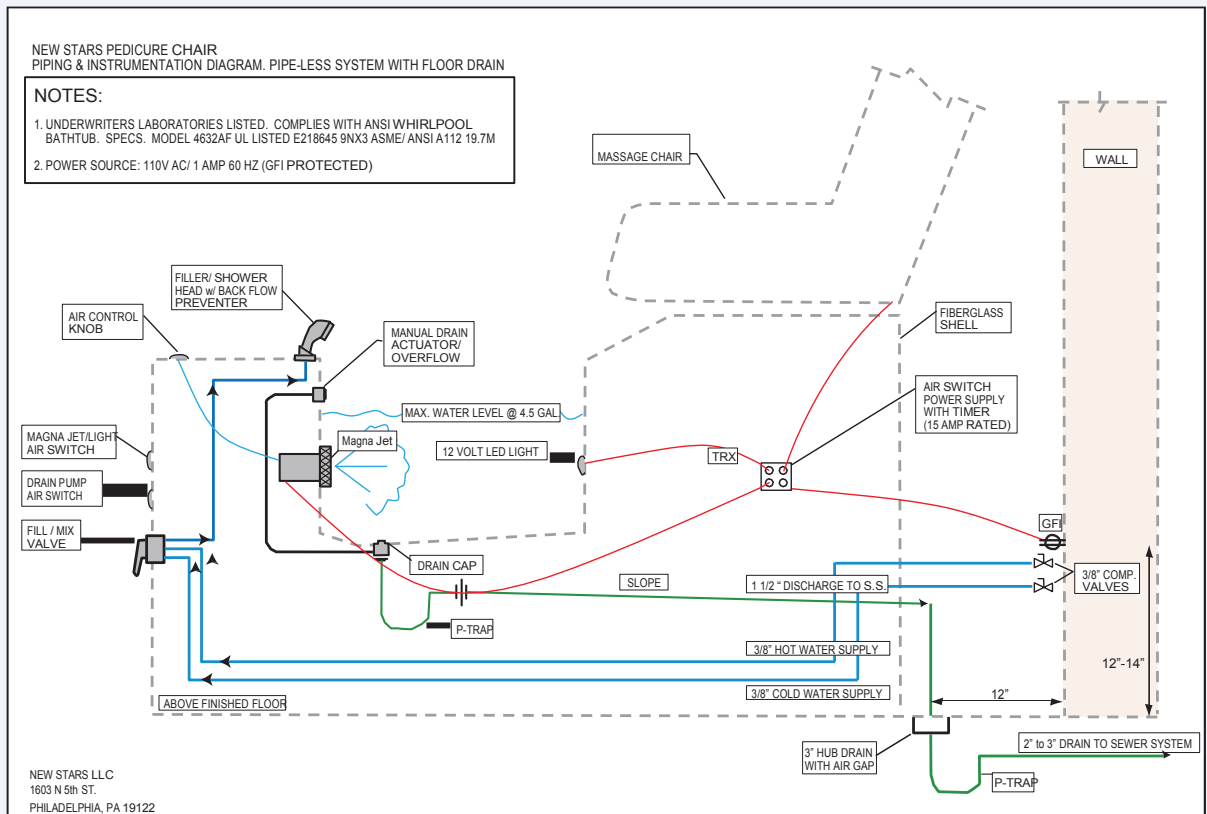 NEW STARS PEDICURE CHAIR
PIPING & INSTRUMENTATION DIAGRAM. PIPE-LESS SYSTEM WITH FLOOR DRAIN
NOTES:
1. UNDERWRITERS LABORATORIES LISTED. COMPLIES WITH ANSI WHIRLPOOL
BATHTUB. SPECS. MODEL 4632AF UL LISTED E218645 9NX3 ASME/ ANSI A112 19.7M
2. POWER SOURCE: 110V AC/ 1 AMP 60 HZ (GFI PROTECTED)
MASSAGE CHAIR
WALL
FILLER/ SHOWER
HEAD w/ BACK FLOW
PREVENTER
AIR CONTROL
KNOB
MANUAL DRAIN
ACTUATOR/
OVERFLOW
FIBERGLASS
SHELL
AIR SWITCH
POWER SUPPLY
WITH TIMER
(15 AMP RATED)
MAX. WATER LEVEL @ 4.5 GAL.
MAGNA JET/LIGHT
AIR SWITCH
Magna Jet
12 VOLT LED LIGHT
TRX
DRAIN PUMP
AIR SWITCH
FILL / MIX
VALVE
GFI
DRAIN CAP
SLOPE
1 1/2 " DISCHARGE TO S.S.
3/8" COMP.
VALVES
P-TRAP
3/8" HOT WATER SUPPLY
12"-14"
3/8" COLD WATER SUPPLY
12"
ABOVE FINISHED FLOOR
3" HUB DRAIN
WITH AIR GAP
2" to 3" DRAIN TO SEWER SYSTEM
P-TRAP
NEW STARS LLC
1603 N 5th ST.
PHILADELPHIA, PA 19122